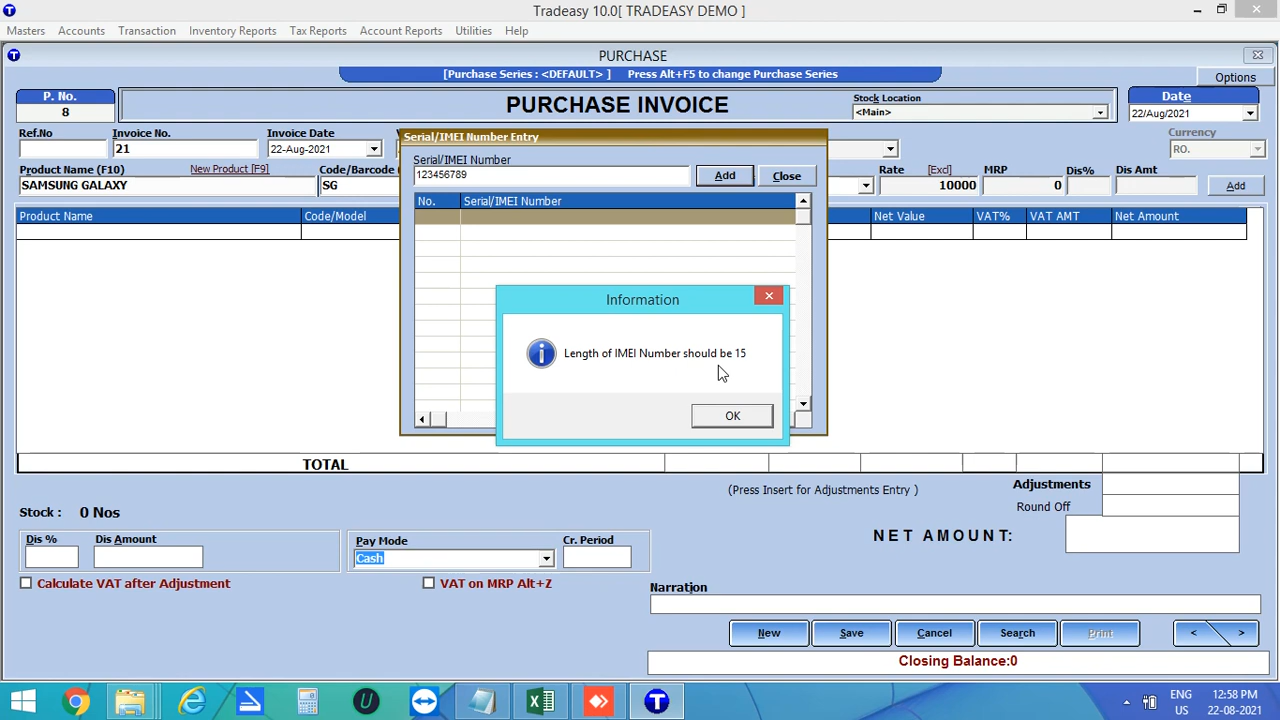 Tradeasy 10.0[ TRADEASY DEMO ]
Masters Accounts Transaction Inventory Reports Tax Reports Account Reports Utilities Help
PURCHASE
[Purchase Series : <DEFAULT> ] Press Alt+F5 to change Purchase Series
Options
P. No.
8
PURCHASE INVOICE
Stock Location
<Main>
Date
22/Aug/2021
Ref.No Invoice No. Invoice Date
21 22-Aug-2021
Currency
RO.
Serial/IMEI Number Entry
Serial/IMEI Number
123456789 Add Close
No. Serial/IMEI Number
Product Name (F10) New Product [F9] Code/Barcode Rate [Excl] MRP Dis% Dis Amt
SAMSUNG GALAXY SG 10000 0 Add
Product Name Code/Model Net Value VAT% VAT AMT Net Amount
Information
Length of IMEI Number should be 15
OK
TOTAL
(Press Insert for Adjustments Entry )
Adjustments
Round Off
Stock : 0 Nos
NET AMOUNT:
Dis % Dis Amount Pay Mode Cr. Period
Cash
Calculate VAT after Adjustment VAT on MRP Alt+Z
Narration
New Save Cancel Search Print < >
Closing Balance:0
ENG 12:58 PM
US 22-08-2021